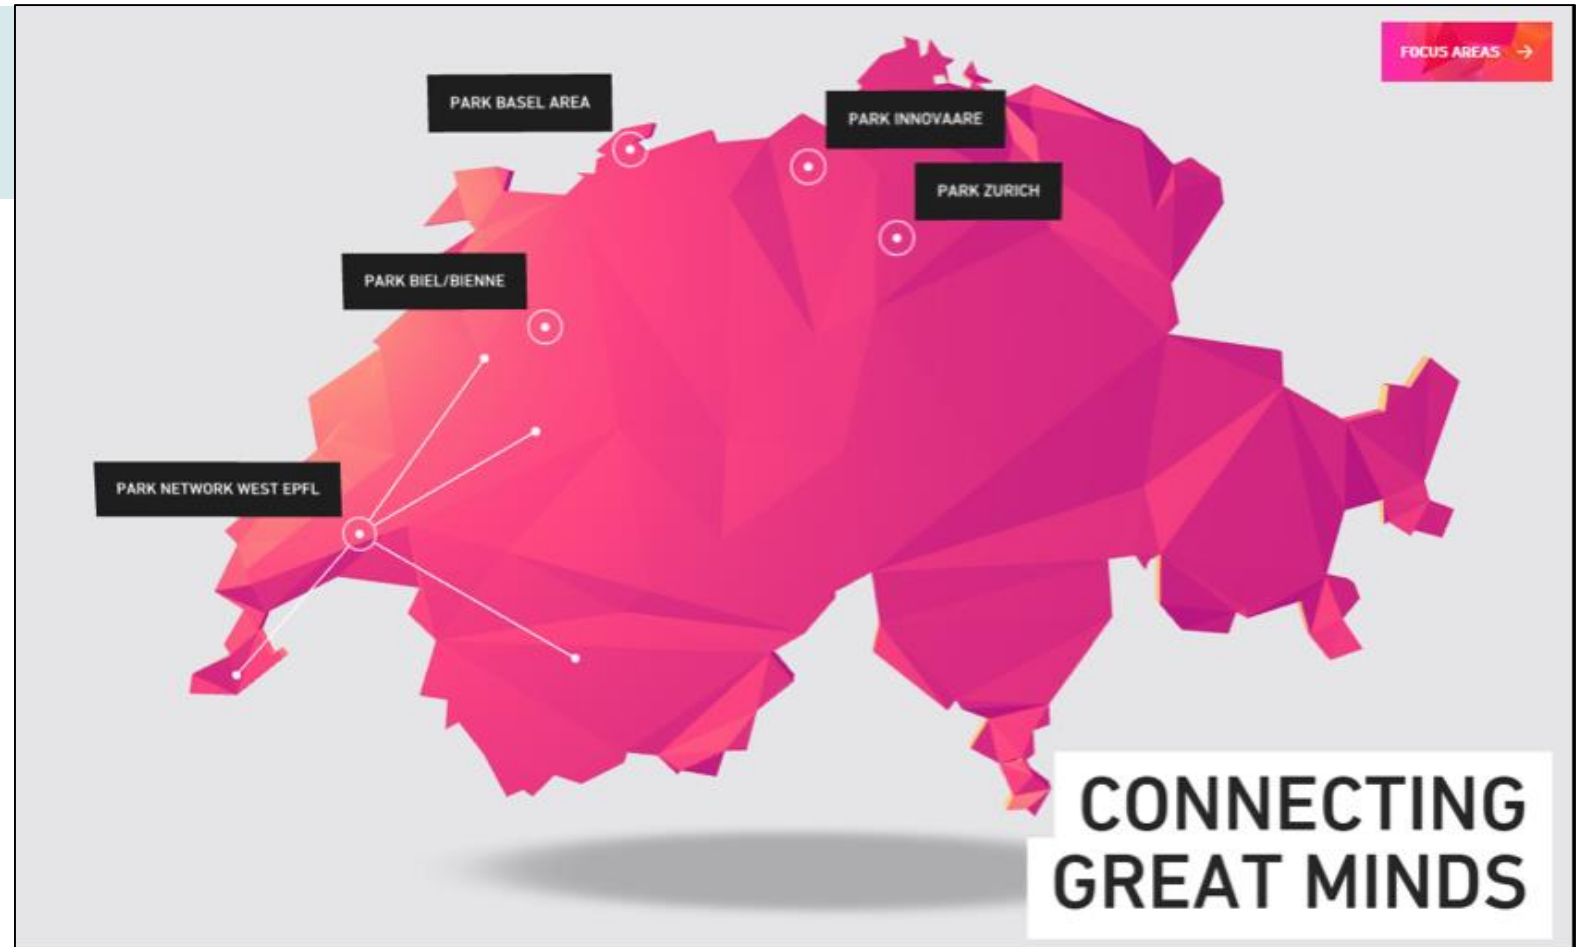 FOCUS AREAS →
PARK BASEL AREA
PARK INNOVAARE
PARK ZURICH
PARK BIEL/BIENNE
PARK NETWORK WEST EPFL
CONNECTING
GREAT MINDS